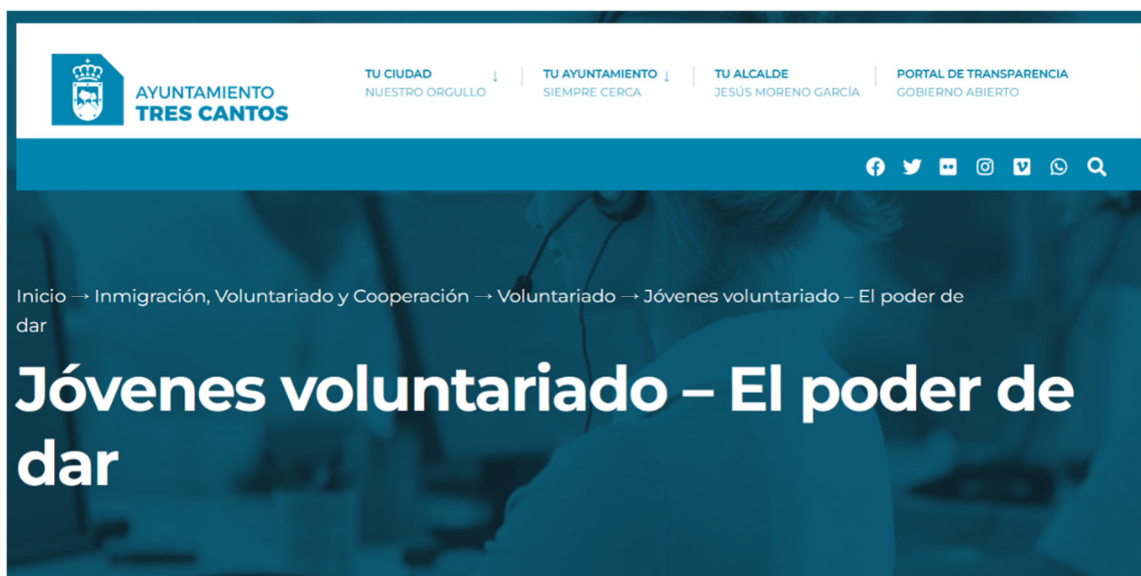 AYUNTAMIENTO
TRES CANTOS
TU CIUDAD ↓
NUESTRO ORGULLO
TU AYUNTAMIENTO ↓
SIEMPRE CERCA
TU ALCALDE
JESÚS MORENO GARCÍA
PORTAL DE TRANSPARENCIA
GOBIERNO ABIERTO
Inicio → Inmigración, Voluntariado y Cooperación → Voluntariado → Jóvenes voluntariado – El poder de
dar
Jóvenes voluntariado – El poder de
dar